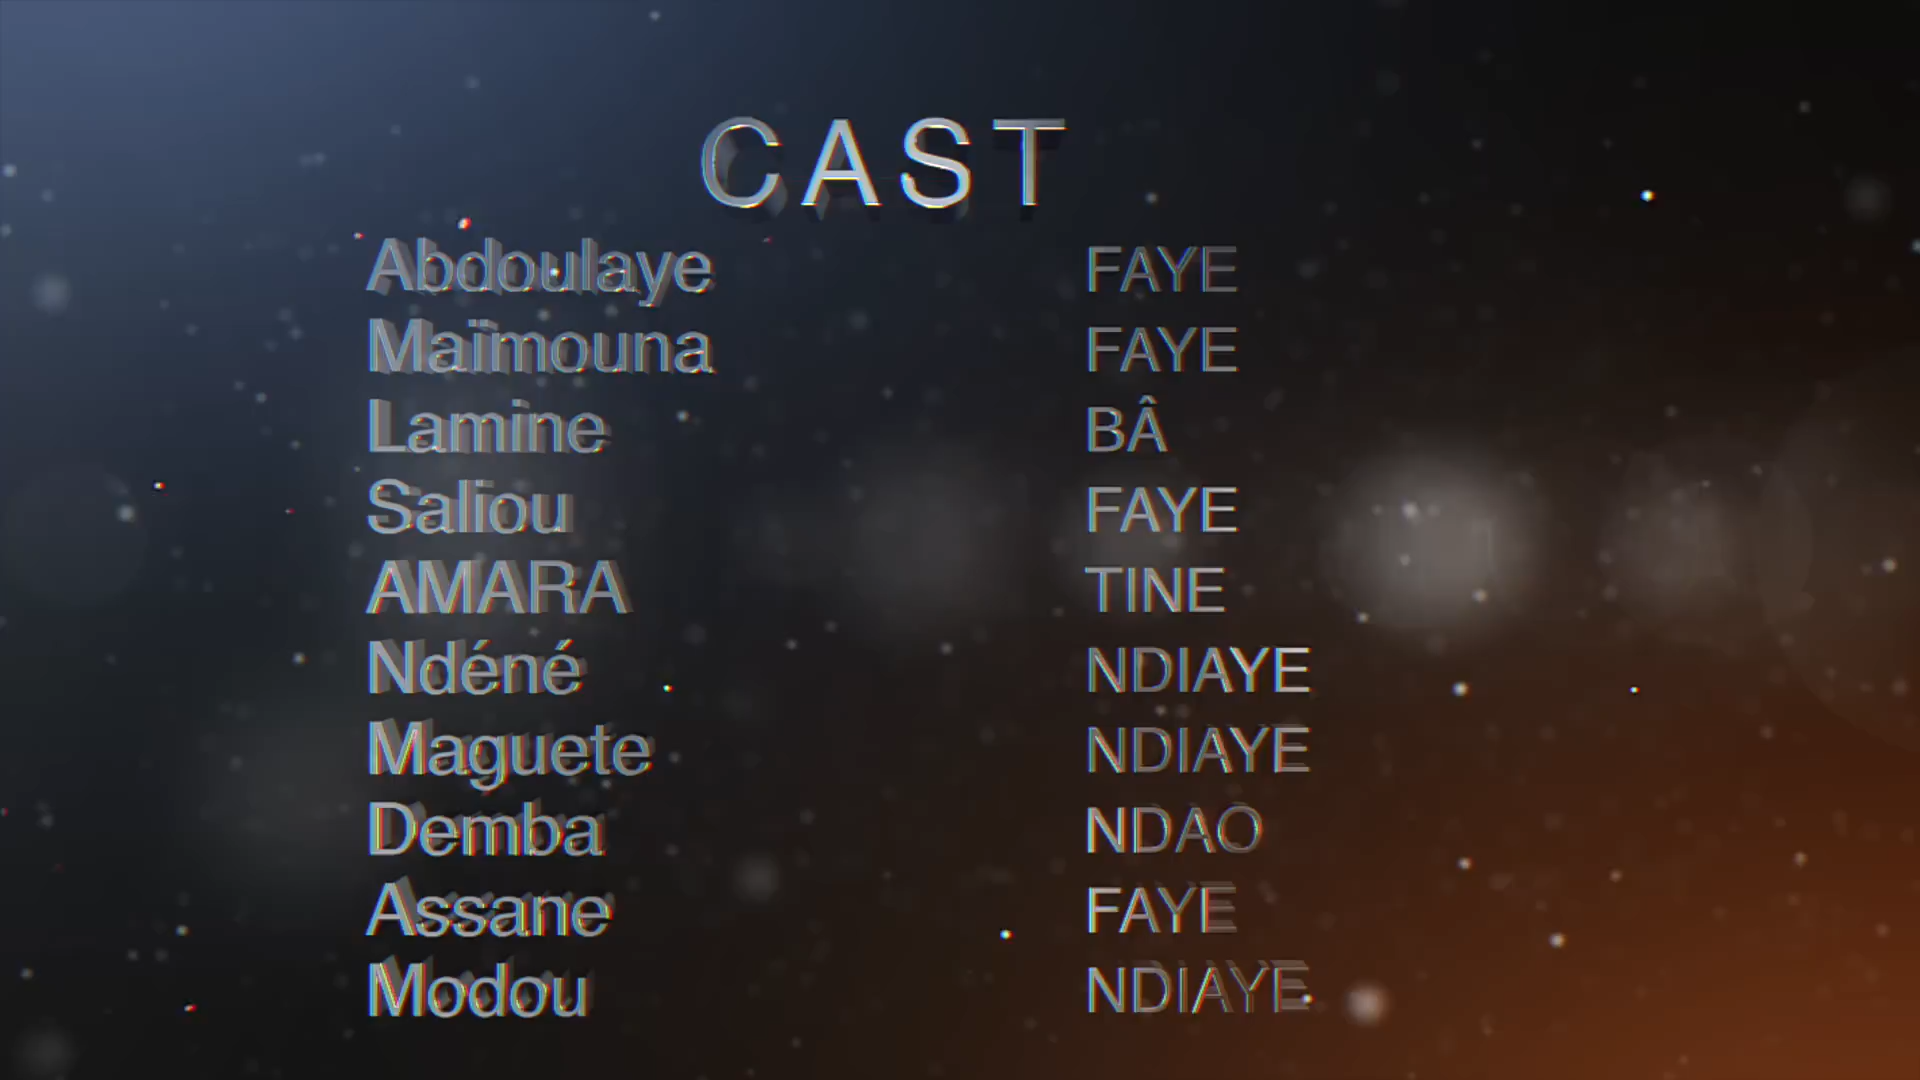 CAST
Abdoulaye FAYE
Maïmouna FAYE
Lamine BÂ
Saliou FAYE
AMARA TINE
Ndéné NDIAYE
Maguete NDIAYE
Demba NDAO
Assane FAYE
Modou NDIAYE